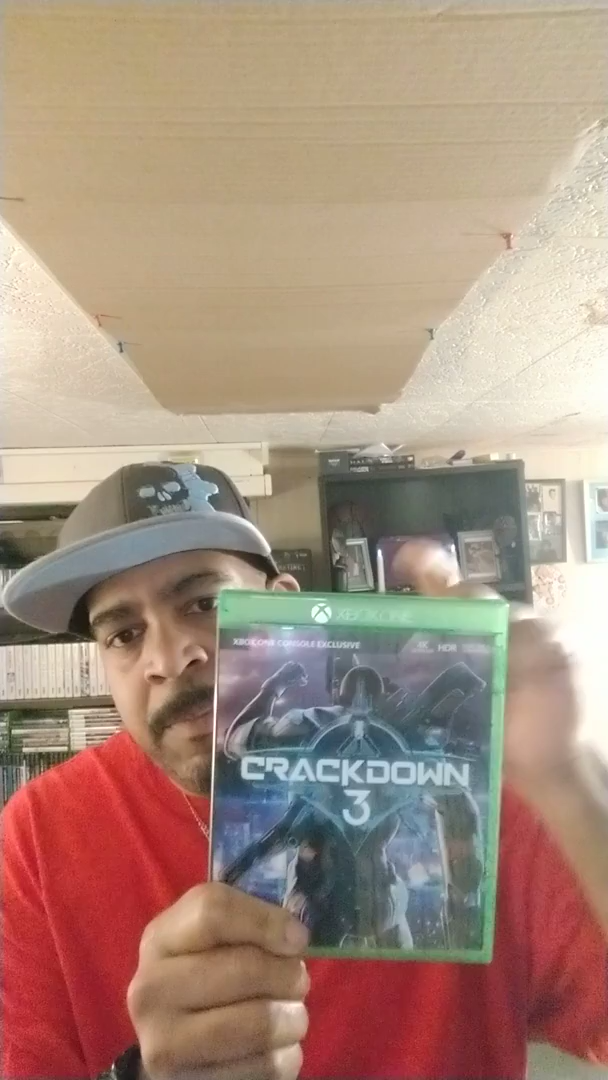 XBOX ONE
XBOX ONE CONSOLE EXCLUSIVE
HDR
CRACKDOWN
3